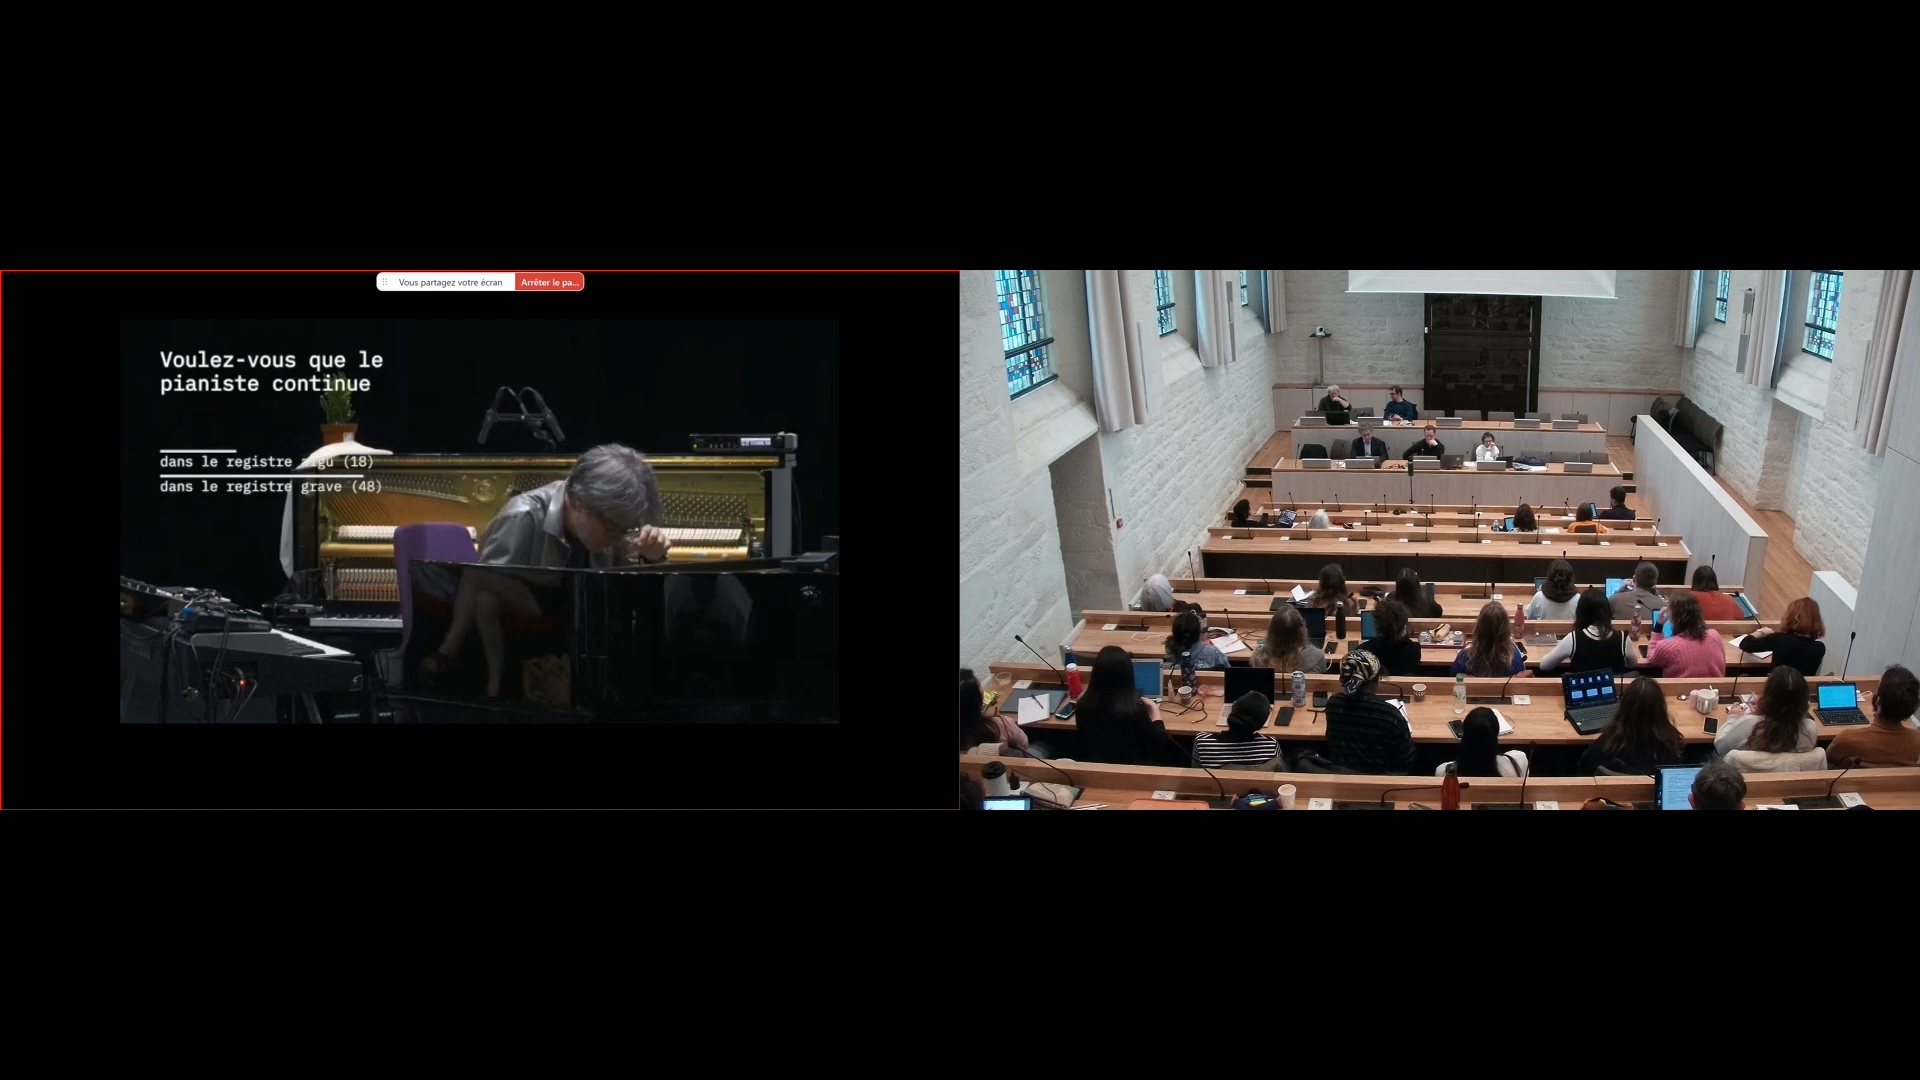 Vous partagez votre écran
Arrêter le pa...
Voulez-vous que le
pianiste continue
dans le registre aigu (18)
dans le registre grave (48)